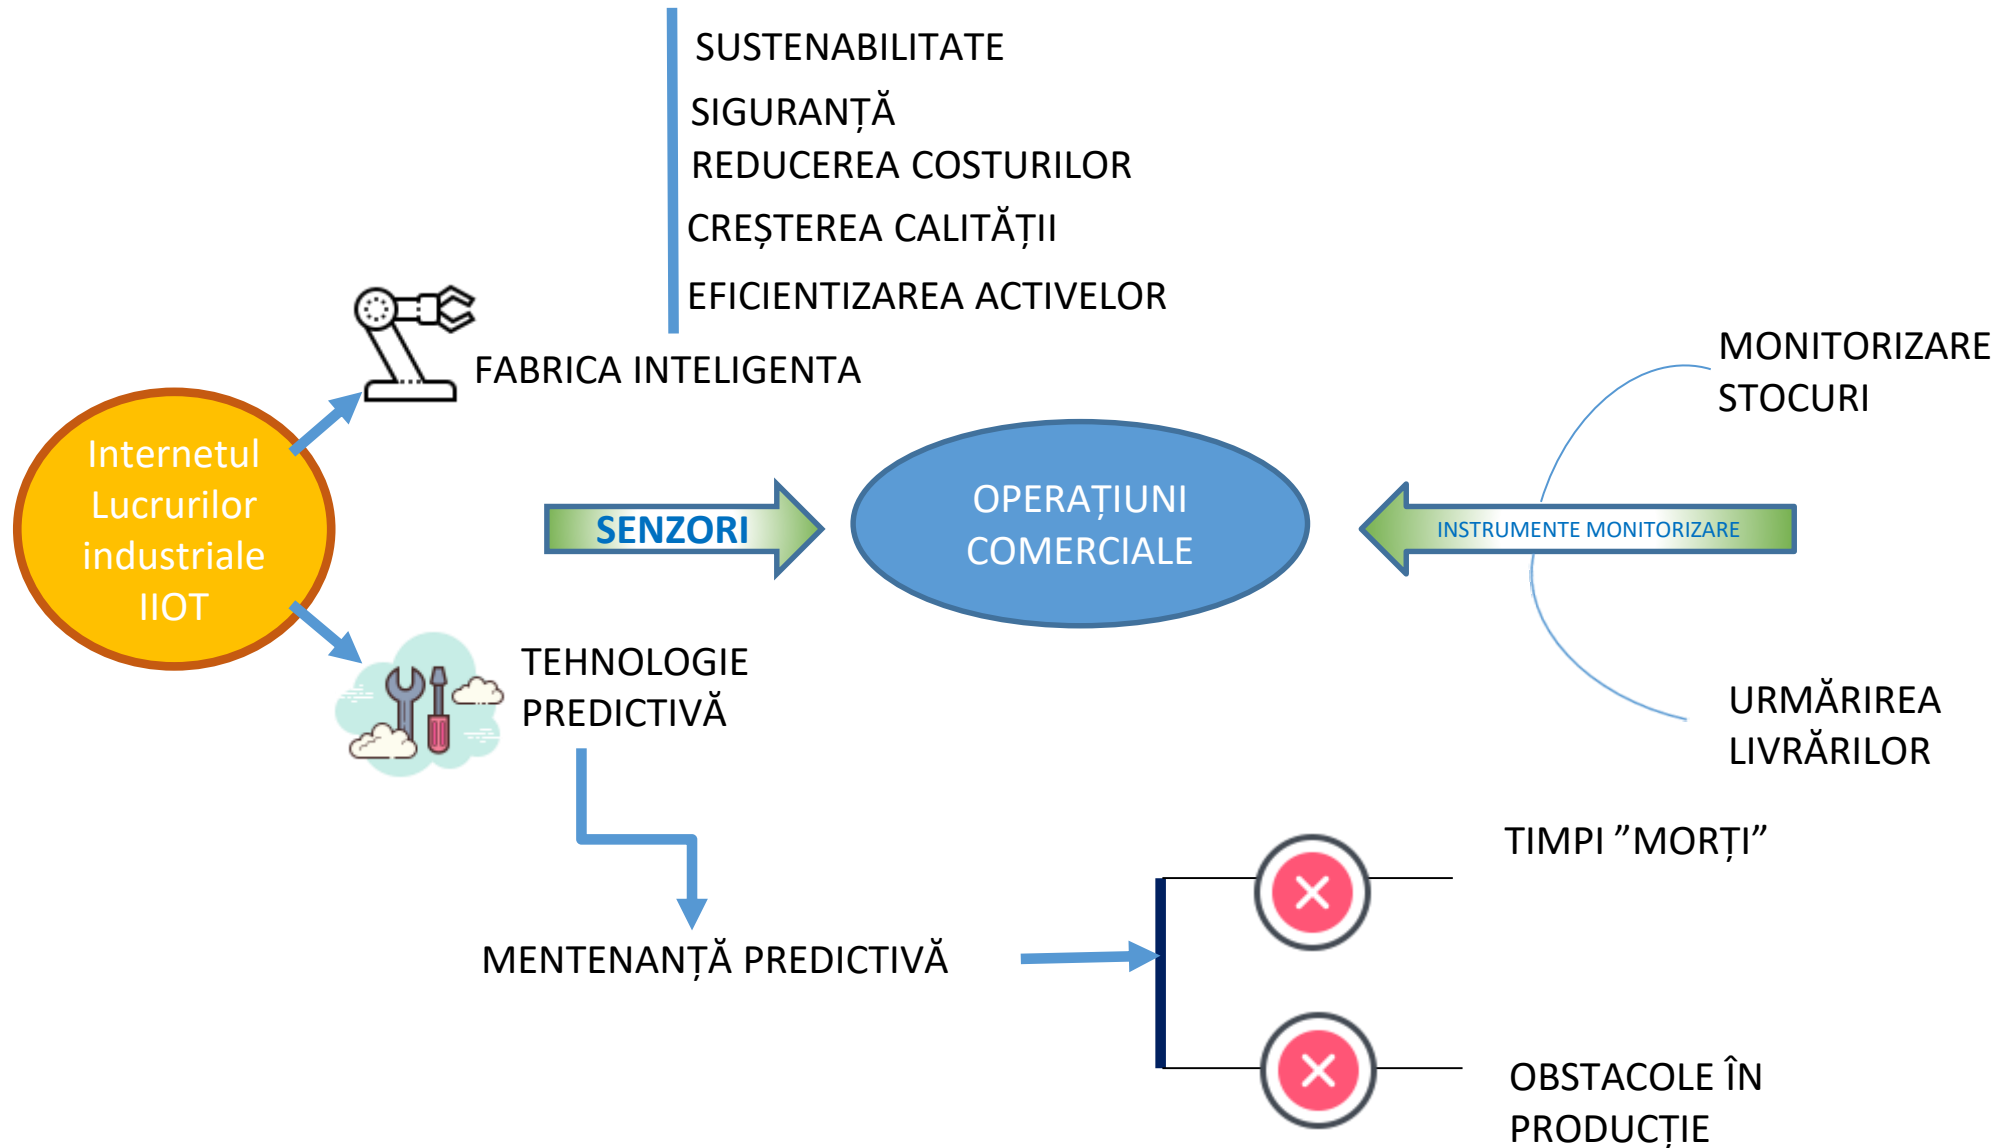 SUSTENABILITATE
SIGURANȚĂ
REDUCEREA COSTURILOR
CREȘTEREA CALITĂȚII
EFICIENTIZAREA ACTIVELOR
FABRICA INTELIGENTA
Internetul
Lucrurilor
industriale
IIOT
SENZORI
OPERAȚIUNI
COMERCIALE
INSTRUMENTE MONITORIZARE
MONITORIZARE
STOCURI
URMĂRIREA
LIVRĂRILOR
TEHNOLOGIE
PREDICTIVĂ
MENTENANȚĂ PREDICTIVĂ
TIMPI ”MORȚI”
OBSTACOLE ÎN
PRODUCȚIE